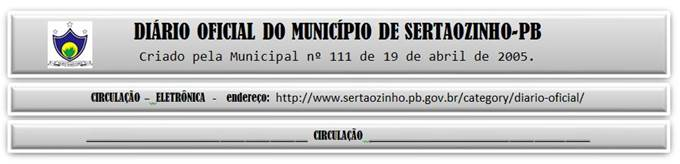 DIÁRIO OFICIAL DO MUNICÍPIO DE SERTAOZINHO-PB
Criado pela Municipal nº 111 de 19 de abril de 2005.
CIRCULAÇÃO – ELETRÔNICA - endereço: http://www.sertaozinho.pb.gov.br/category/diario-oficial/
CIRCULAÇÃO